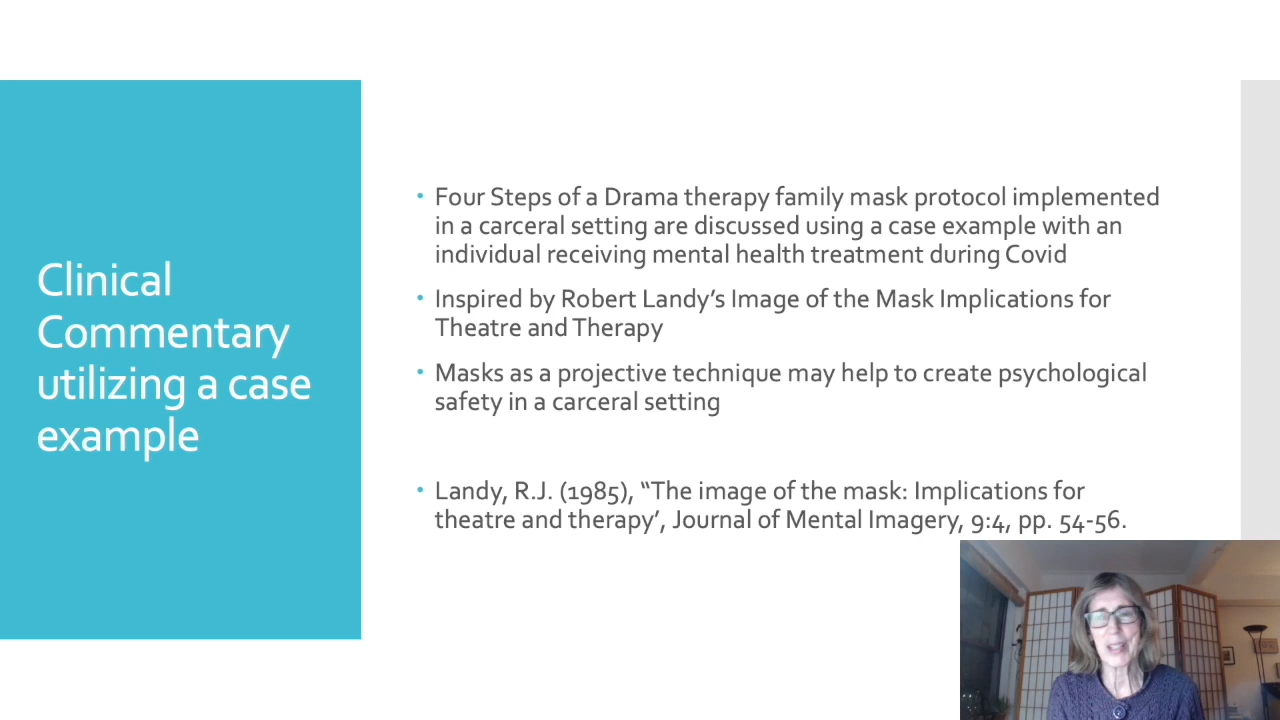 Clinical
Commentary
utilizing a case
example
• Four Steps of a Drama therapy family mask protocol implemented
in a carceral setting are discussed using a case example with an
individual receiving mental health treatment during Covid
• Inspired by Robert Landy’s Image of the Mask Implications for
Theatre and Therapy
• Masks as a projective technique may help to create psychological
safety in a carceral setting
• Landy, R.J. (1985), “The image of the mask: Implications for
theatre and therapy’, Journal of Mental Imagery, 9:4, pp. 54-56.